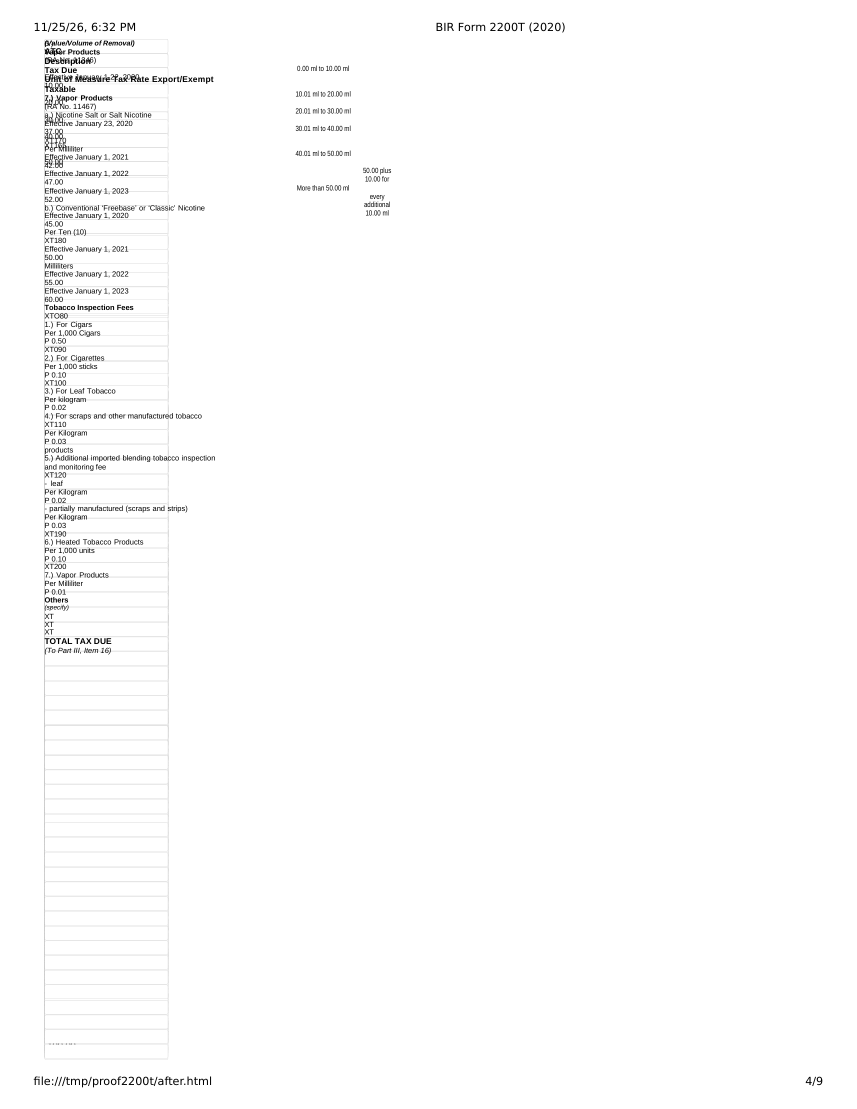 11/25/26, 6:32 PM
BIR Form 2200T (2020)
(Value/Volume of Removal)
Vapor Products
Description
Tax Due
Unit of Measure Tax Rate Export/Exempt
Taxable
7.) Vapor Products
(RA No. 11467)
a.) Nicotine Salt or Salt Nicotine
Effective January 23, 2020
37.00
Per Milliliter
Effective January 1, 2021
42.00
Effective January 1, 2022
47.00
Effective January 1, 2023
52.00
b.) Conventional 'Freebase' or 'Classic' Nicotine
Effective January 1, 2020
45.00
Per Ten (10)
XT180
Effective January 1, 2021
50.00
Milliliters
Effective January 1, 2022
55.00
Effective January 1, 2023
60.00
0.00 ml to 10.00 ml
10.01 ml to 20.00 ml
20.01 ml to 30.00 ml
30.01 ml to 40.00 ml
40.01 ml to 50.00 ml
More than 50.00 ml
50.00 plus
10.00 for
every
additional
10.00 ml
Tobacco Inspection Fees
XTO80
1.) For Cigars
Per 1,000 Cigars
P 0.50
XT090
2.) For Cigarettes
Per 1,000 sticks
P 0.10
XT100
3.) For Leaf Tobacco
Per kilogram
P 0.02
4.) For scraps and other manufactured tobacco
XT110
Per Kilogram
P 0.03
products
5.) Additional imported blending tobacco inspection
and monitoring fee
XT120
- leaf
Per Kilogram
P 0.02
- partially manufactured (scraps and strips)
Per Kilogram
P 0.03
XT190
6.) Heated Tobacco Products
Per 1,000 units
P 0.10
XT200
7.) Vapor Products
Per Milliliter
P 0.01
Others
(specify)
XT
XT
XT
TOTAL TAX DUE
(To Part III, Item 16)
file:///tmp/proof2200t/after.html
4/9